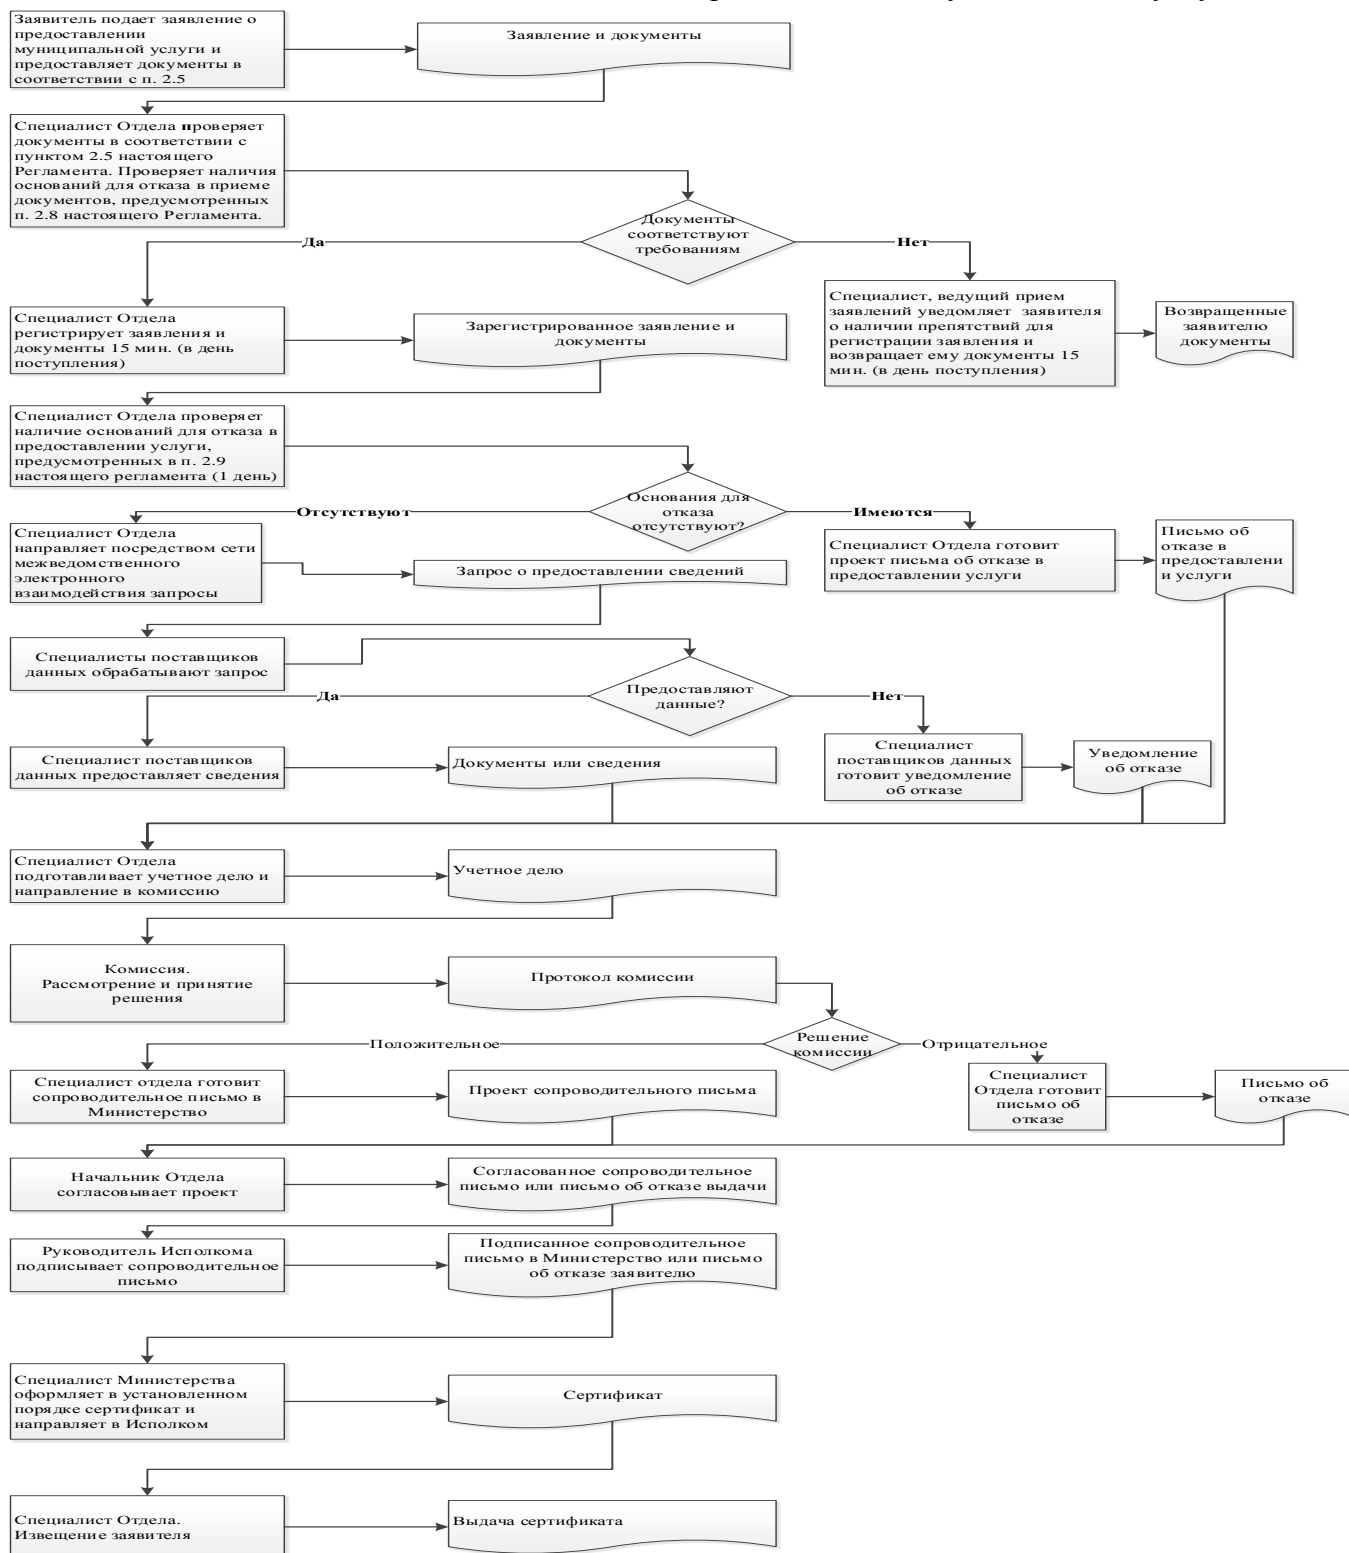 Заявитель подает заявление о
предоставлении
муниципальной услуги и
предоставляет документы в
соответствии с п. 2.5
Заявление и документы
Специалист Отдела проверяет
документы в соответствии с
пунктом 2.5 настоящего
Регламента. Проверяет наличия
оснований для отказа в приеме
документов, предусмотренных
п. 2.8 настоящего Регламента.
Документы
соответствуют
требованиям
Да
Нет
Специалист Отдела
регистрирует заявления и
документы 15 мин. (в день
поступления)
Зарегистрированное заявление и
документы
Специалист, ведущий прием
заявлений уведомляет заявителя
о наличии препятствий для
регистрации заявления и
возвращает ему документы 15
мин. (в день поступления)
Возвращенные
заявителю
документы
Специалист Отдела проверяет
наличие оснований для отказа в
предоставлении услуги,
предусмотренных в п. 2.9
настоящего регламента (1 день)
Основания для
отказа
отсутствуют?
Отсутствуют
Имеются
Специалист Отдела
направляет посредством сети
межведомственного
электронного
взаимодействия запросы
Запрос о предоставлении сведений
Специалист Отдела готовит
проект письма об отказе в
предоставлении услуги
Письмо об
отказе в
предоставлени
и услуги
Специалисты поставщиков
данных обрабатывают запрос
Предоставляют
данные?
Да
Нет
Специалист поставщиков
данных предоставляет сведения
Документы или сведения
Специалист
поставщиков данных
готовит уведомление
об отказе
Уведомление
об отказе
Специалист Отдела
подготавливает учетное дело и
направление в комиссию
Учетное дело
Комиссия.
Рассмотрение и принятие
решения
Протокол комиссии
Решение
комиссии
Положительное
Отрицательное
Специалист отдела готовит
сопроводительное письмо в
Министерство
Проект сопроводительного письма
Специалист
Отдела готовит
письмо об
отказе
Письмо об
отказе
Начальник Отдела
согласовывает проект
Согласованное сопроводительное
письмо или письмо об отказе выдачи
Руководитель Исполкома
подписывает сопроводительное
письмо
Подписанное сопроводительное
письмо в Министерство или письмо
об отказе заявителю
Специалист Министерства
оформляет в установленном
порядке сертификат и
направляет в Исполком
Сертификат
Специалист Отдела.
Извещение заявителя
Выдача сертификата